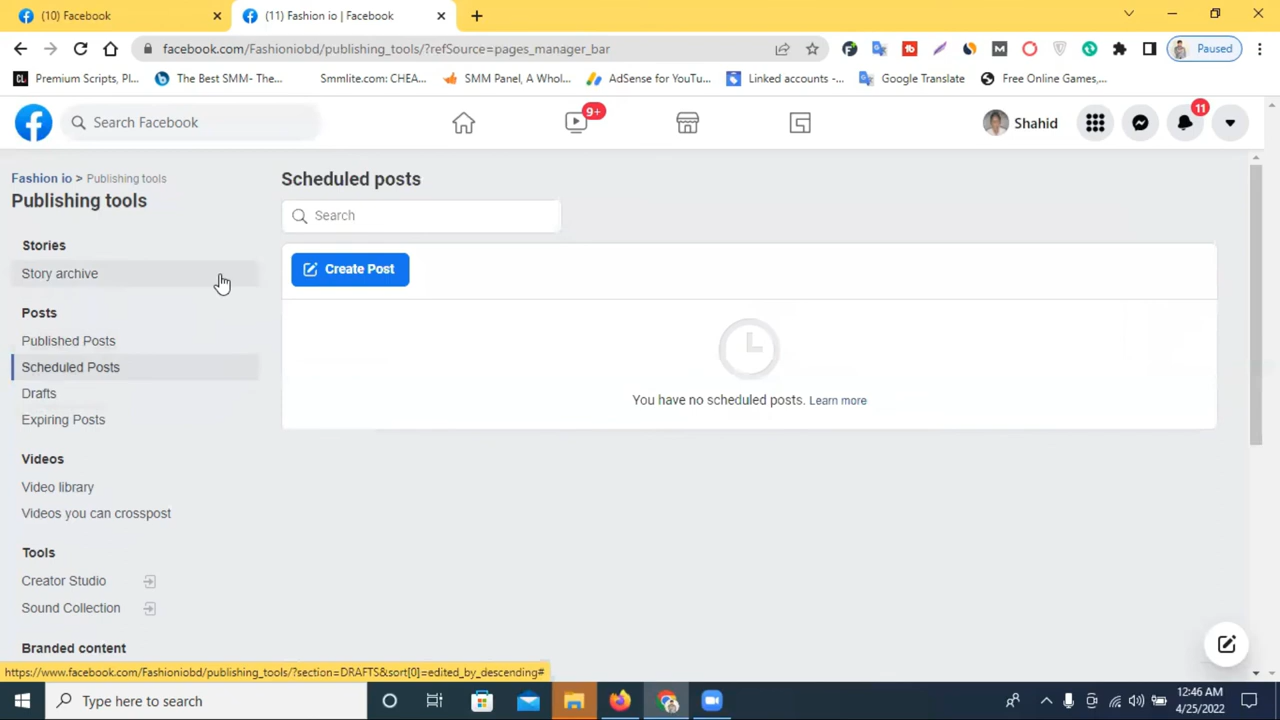 (10) Facebook
(11) Fashion io | Facebook
facebook.com/Fashioniobd/publishing_tools/?refSource=pages_manager_bar
Paused
CL Premium Scripts, Pl...
The Best SMM- The...
Smmlite.com: CHEA...
SMM Panel, A Whol...
AdSense for YouTu...
Linked accounts -...
Google Translate
Free Online Games,...
Search Facebook
9+
Shahid
11
Fashion io > Publishing tools
Publishing tools
Stories
Story archive
Posts
Published Posts
Scheduled Posts
Drafts
Expiring Posts
Videos
Video library
Videos you can crosspost
Tools
Creator Studio
Sound Collection
Branded content
Scheduled posts
Search
Create Post
You have no scheduled posts. Learn more
https://www.facebook.com/Fashioniobd/publishing_tools/?section=DRAFTS&sort[0]=edited_by_descending#
Type here to search
12:46 AM
4/25/2022